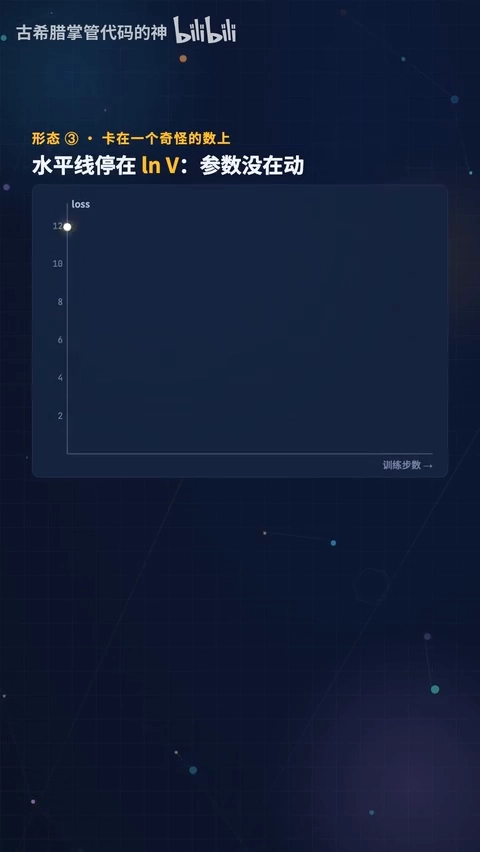 古希腊掌管代码的神 bilibili
形态 ③ · 卡在一个奇怪的数上
水平线停在 ln V：参数没在动
loss
12
10
8
6
4
2
训练步数 →